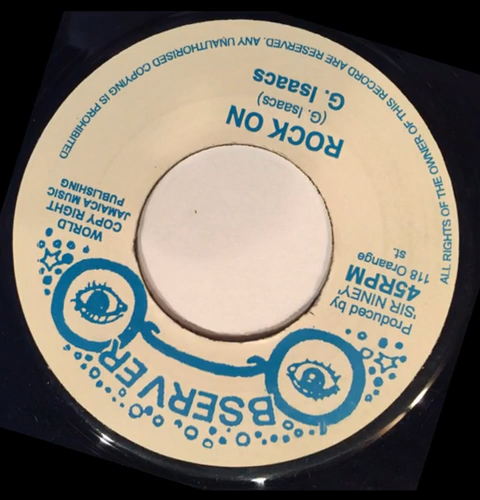 OBSERVER
Produced by
'SIR NINEY
45RPM
118 Oraange
st.
WORLD
COPY RIGHT
JAMAICA MUSIC
PUBLISHING
ROCK ON
(G. Isaacs)
G. Isaacs
ALL RIGHTS OF THE OWNER OF THIS RECORD ARE RESERVED. ANY UNAUTHORISED COPYING IS PROHIBITED